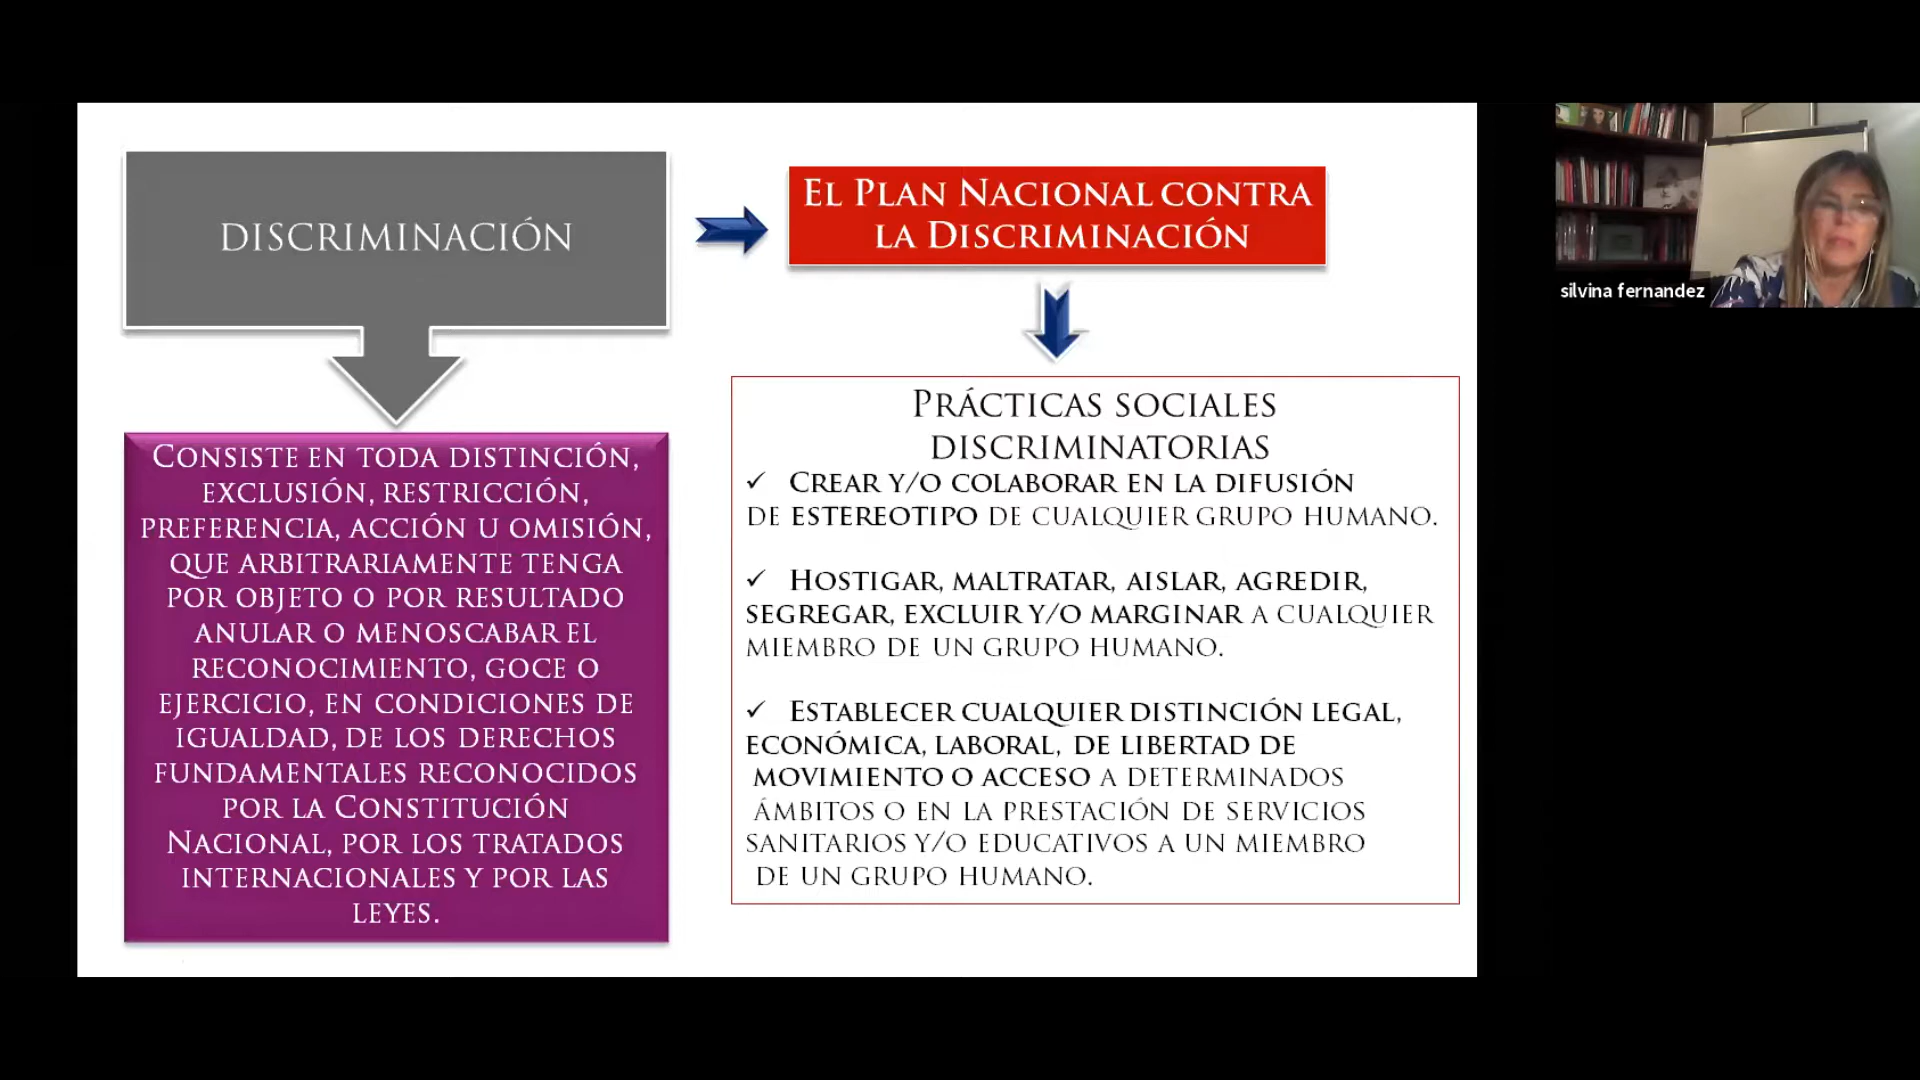 DISCRIMINACIÓN
EL PLAN NACIONAL CONTRA
LA DISCRIMINACIÓN
CONSISTE EN TODA DISTINCIÓN,
EXCLUSIÓN, RESTRICCIÓN,
PREFERENCIA, ACCIÓN U OMISIÓN,
QUE ARBITRARIAMENTE TENGA
POR OBJETO O POR RESULTADO
ANULAR O MENOSCABAR EL
RECONOCIMIENTO, GOCE O
EJERCICIO, EN CONDICIONES DE
IGUALDAD, DE LOS DERECHOS
FUNDAMENTALES RECONOCIDOS
POR LA CONSTITUCIÓN
NACIONAL, POR LOS TRATADOS
INTERNACIONALES Y POR LAS
LEYES.
PRÁCTICAS SOCIALES
DISCRIMINATORIAS
✓ CREAR Y/O COLABORAR EN LA DIFUSIÓN
DE ESTEREOTIPO DE CUALQUIER GRUPO HUMANO.
✓ HOSTIGAR, MALTRATAR, AISLAR, AGREDIR,
SEGREGAR, EXCLUIR Y/O MARGINAR A CUALQUIER
MIEMBRO DE UN GRUPO HUMANO.
✓ ESTABLECER CUALQUIER DISTINCIÓN LEGAL,
ECONÓMICA, LABORAL, DE LIBERTAD DE
MOVIMIENTO O ACCESO A DETERMINADOS
ÁMBITOS O EN LA PRESTACIÓN DE SERVICIOS
SANITARIOS Y/O EDUCATIVOS A UN MIEMBRO
DE UN GRUPO HUMANO.
silvina fernandez